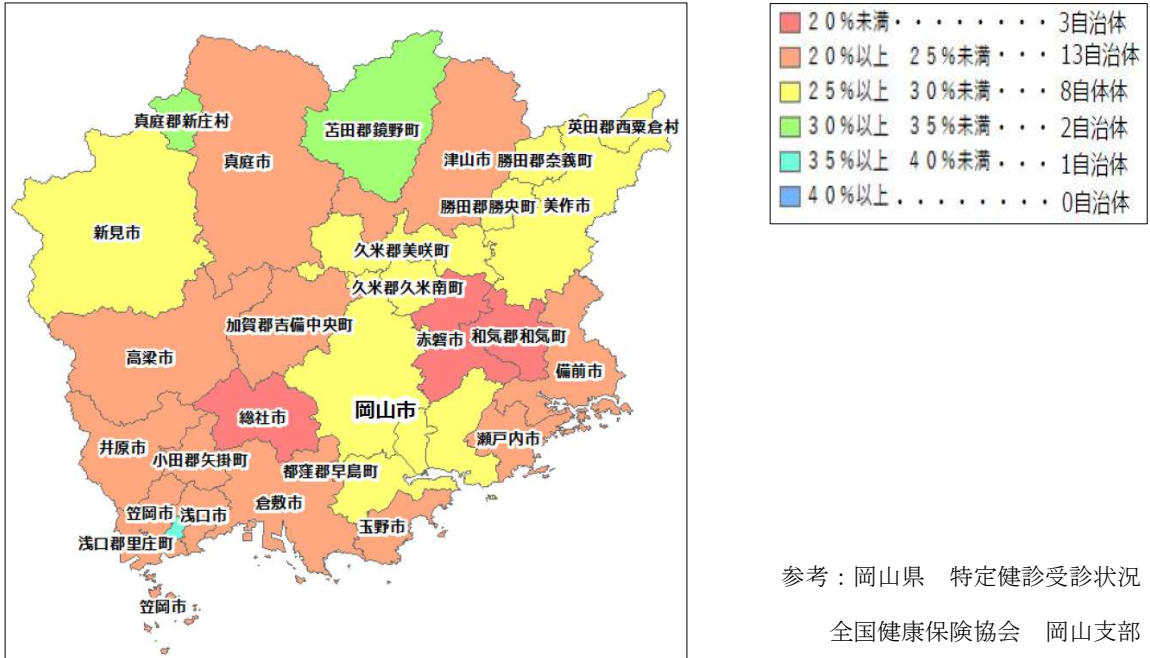 真庭郡新庄村
苫田郡鏡野町
英田郡西粟倉村
真庭市
津山市
勝田郡奈義町
勝田郡勝央町
美作市
新見市
久米郡美咲町
久米郡久米南町
加賀郡吉備中央町
赤磐市
和気郡和気町
高梁市
備前市
総社市
岡山市
井原市
瀬戸内市
小田郡矢掛町
都窪郡早島町
笠岡市
浅口市
倉敷市
玉野市
浅口郡里庄町
笠岡市
20%未満・・・・・・・・ 3自治体
20%以上 25%未満・・・ 13自治体
25%以上 30%未満・・・ 8自体体
30%以上 35%未満・・・ 2自治体
35%以上 40%未満・・・ 1自治体
40%以上・・・・・・・・ 0自治体
参考：岡山県 特定健診受診状況
全国健康保険協会 岡山支部